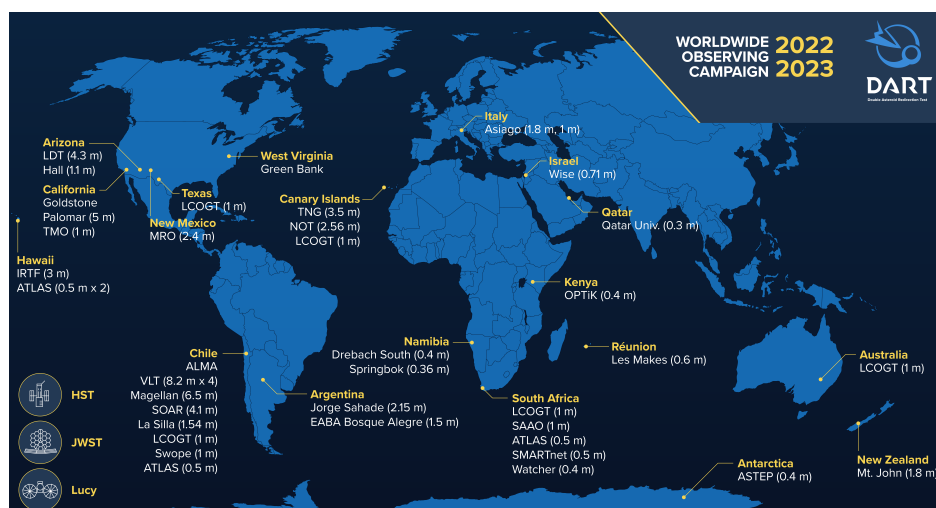 WORLDWIDE
OBSERVING
CAMPAIGN
2022
2023
DART
Double Asteroid Redirection Test
Arizona
LDT (4.3 m)
Hall (1.1 m)
California
Goldstone
Palomar (5 m)
TMO (1 m)
Texas
LCOGT (1 m)
New Mexico
MRO (2.4 m)
West Virginia
Green Bank
Hawaii
IRTF (3 m)
ATLAS (0.5 m x 2)
Canary Islands
TNG (3.5 m)
NOT (2.56 m)
LCOGT (1 m)
Italy
Asiago (1.8 m, 1 m)
Israel
Wise (0.71 m)
Qatar
Qatar Univ. (0.3 m)
Kenya
OPTiK (0.4 m)
Namibia
Drebach South (0.4 m)
Springbok (0.36 m)
Réunion
Les Makes (0.6 m)
Chile
ALMA
VLT (8.2 m x 4)
Magellan (6.5 m)
SOAR (4.1 m)
La Silla (1.54 m)
LCOGT (1 m)
Swope (1 m)
ATLAS (0.5 m)
Argentina
Jorge Sahade (2.15 m)
EABA Bosque Alegre (1.5 m)
South Africa
LCOGT (1 m)
SAAO (1 m)
ATLAS (0.5 m)
SMARTnet (0.5 m)
Watcher (0.4 m)
Australia
LCOGT (1 m)
New Zealand
Mt. John (1.8 m)
Antarctica
ASTEP (0.4 m)
HST
JWST
Lucy